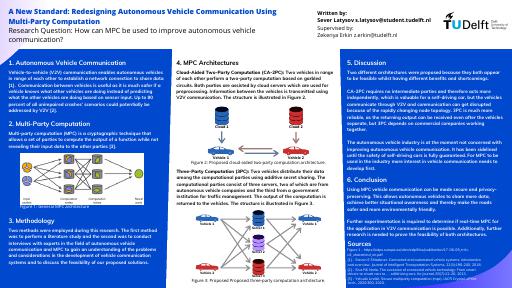 A New Standard: Redesigning Autonomous Vehicle Communication Using
Multi-Party Computation
Research Question: How can MPC be used to improve autonomous vehicle
communication?
Written by:
Sever Latysov s.latysov@student.tudelft.nl
Supervised by:
Zekeriya Erkin z.erkin@tudelft.nl
TUDelft
1. Autonomous Vehicle Communication
Vehicle-to-vehicle (V2V) communication enables autonomous vehicles
in range of each other to establish a network connection to share data
[1]. Communication between vehicles is useful as it is much safer if a
vehicle knows what other vehicles are doing instead of predicting
what the other vehicles are doing based on sensor input. Up to 80
percent of all unimpaired crashes' scenarios could potentially be
addressed by V2V [2].
2. Multi-Party Computation
Multi-party computation (MPC) is a cryptographic technique that
allows a set of parties to compute the output of a function while not
revealing their input data to the other parties [3].
Figure 1: General MPC architecture
3. Methodology
Two methods were employed during this research. The first method
was to perform a literature study and the second was to conduct
interviews with experts in the field of autonomous vehicle
communication and MPC to gain an understanding of the problems
and considerations in the development of vehicle communication
systems and to discuss the feasibility of our proposed solutions.
4. MPC Architectures
Cloud-Aided Two-Party Computation (CA-2PC): Two vehicles in range
of each other perform a two-party computation based on garbled
circuits. Both parties are assisted by cloud servers which are used for
preprocessing. Information between the vehicles is transmitted using
V2V communication. The structure is illustrated in Figure 2.
Cloud 1
Cloud 2
Vehicle 1
Vehicle 2
Figure 2: Proposed cloud-aided two-party computation architecture.
Three-Party Computation (3PC): Two vehicles distribute their data
among the computational parties using additive secret sharing. The
computational parties consist of three servers, two of which are from
autonomous vehicle companies and the third from a government
institution for traffic management. The output of the computation is
returned to the vehicles. The structure is illustrated in Figure 3.
Vehicle 1
Vehicle 2
Server 1
Server 2
Server 3
Vehicle 1
Vehicle 2
Figure 3: Proposed Proposed three-party computation architecture.
5. Discussion
Two different architectures were proposed because they both appeared
to be feasible whilst having different benefits and shortcomings.
CA-2PC requires no intermediate parties and therefore acts more
independently, which is valuable for a self-driving car, but the vehicles
communicate through V2V and communication can get disrupted
because of the rapidly changing node topology. 3PC is much more
reliable, as the returning output can be received even after the vehicles
separate, but 3PC depends on commercial companies working
together.
The autonomous vehicle industry is at the moment not concerned with
improving autonomous vehicle communication. It has been sidelined
until the safety of self-driving cars is fully guaranteed. For MPC to be
used in the industry more interest in vehicle communication needs to
develop first.
6. Conclusion
Using MPC vehicle communication can be made secure and privacy-
preserving. This allows autonomous vehicles to share more data,
achieve better situational awareness and thereby make the roads
safer and more environmentally friendly.
Further experimentation is required to determine if real-time MPC for
the application in V2V communication is possible. Additionally, further
research is needed to prove the feasibility of both architectures.
Sources